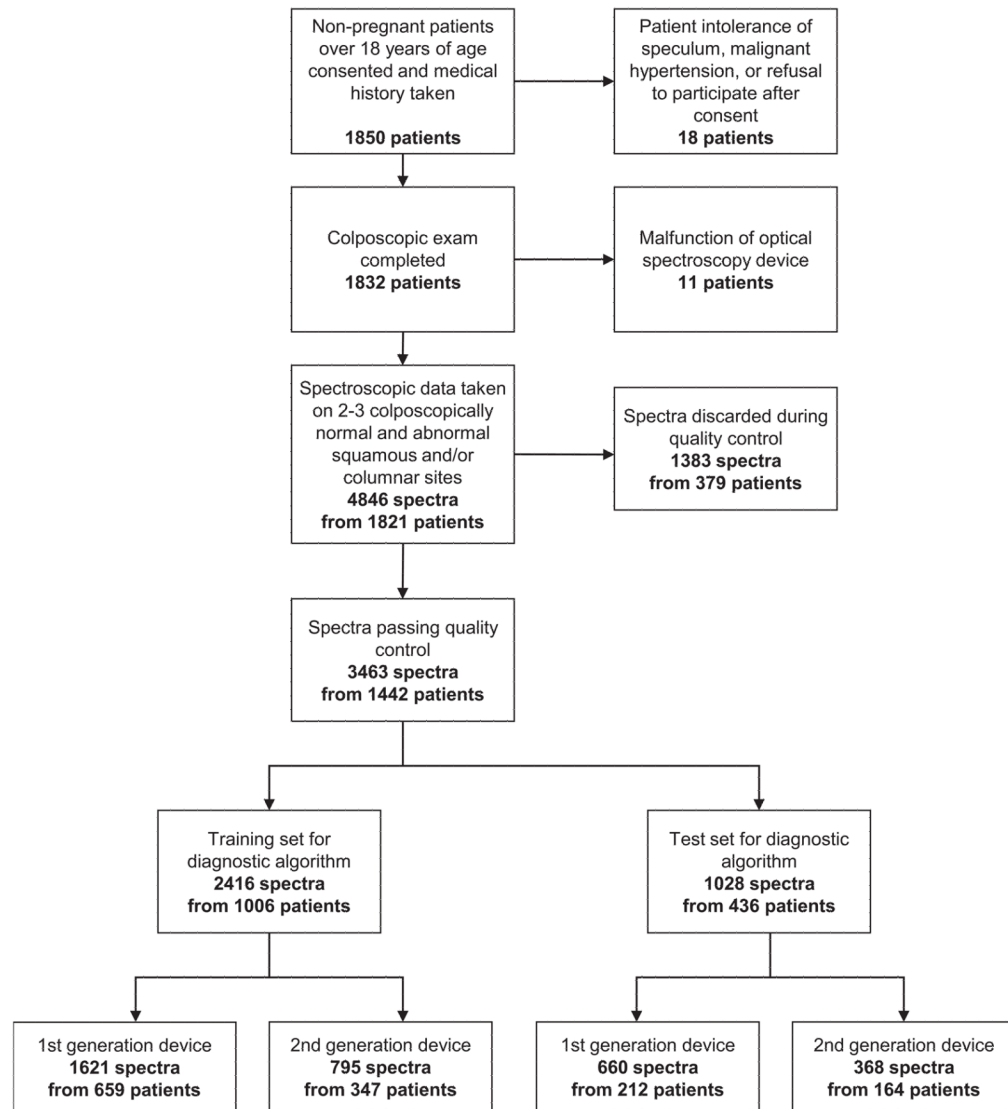 Non-pregnant patients
over 18 years of age
consented and medical
history taken
1850 patients
Patient intolerance of
speculum, malignant
hypertension, or refusal
to participate after
consent
18 patients
Colposcopic exam
completed
1832 patients
Malfunction of optical
spectroscopy device
11 patients
Spectroscopic data taken
on 2-3 colposcopically
normal and abnormal
squamous and/or
columnar sites
4846 spectra
from 1821 patients
Spectra discarded during
quality control
1383 spectra
from 379 patients
Spectra passing quality
control
3463 spectra
from 1442 patients
Training set for
diagnostic algorithm
2416 spectra
from 1006 patients
Test set for diagnostic
algorithm
1028 spectra
from 436 patients
1st generation device
1621 spectra
from 659 patients
2nd generation device
795 spectra
from 347 patients
1st generation device
660 spectra
from 212 patients
2nd generation device
368 spectra
from 164 patients